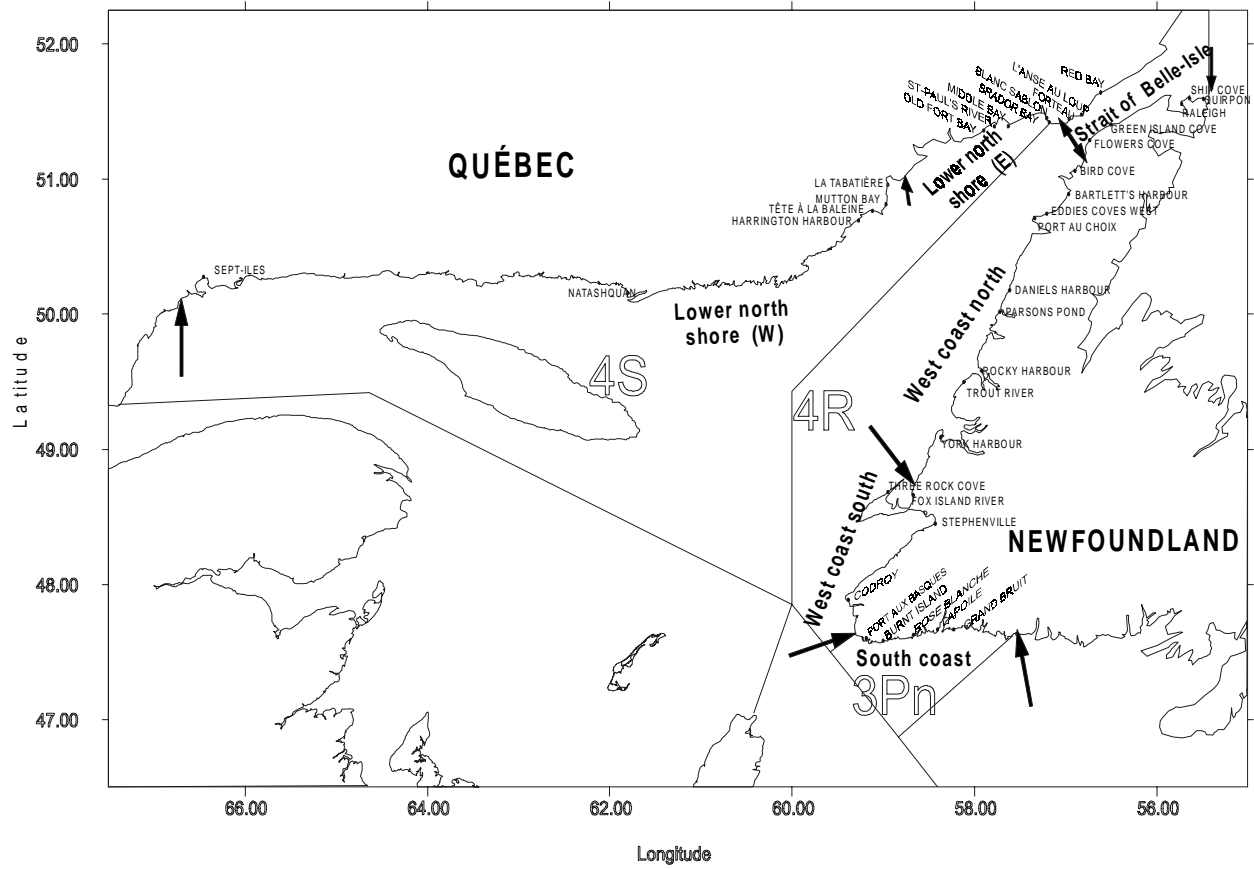 52.00
51.00
50.00
49.00
48.00
47.00
Latitude
66.00
64.00
62.00
60.00
58.00
56.00
Longitude
QUÉBEC
NEWFOUNDLAND
4S
4R
3Pn
Lower north
shore (W)
Lower north
shore (E)
Strait of Belle-Isle
West coast north
West coast south
South coast
SEPT-ILES
NATASHQUAN
HARRINGTON HARBOUR
TÊTE À LA BALEINE
MUTTON BAY
LA TABATIÈRE
OLD FORT BAY
ST-PAUL'S RIVER
MIDDLE BAY
BRADOR BAY
BLANC SABLON
FORTEAU
L'ANSE AU LOUP
RED BAY
SHIP COVE
QUIRPON
RALEIGH
GREEN ISLAND COVE
FLOWERS COVE
BIRD COVE
BARTLETT'S HARBOUR
EDDIES COVES WEST
PORT AU CHOIX
DANIELS HARBOUR
PARSONS POND
ROCKY HARBOUR
TROUT RIVER
YORK HARBOUR
THREE ROCK COVE
FOX ISLAND RIVER
STEPHENVILLE
CODROY
PORT AUX BASQUES
BURNT ISLAND
ROSE BLANCHE
LAPOILE
GRAND BRUIT